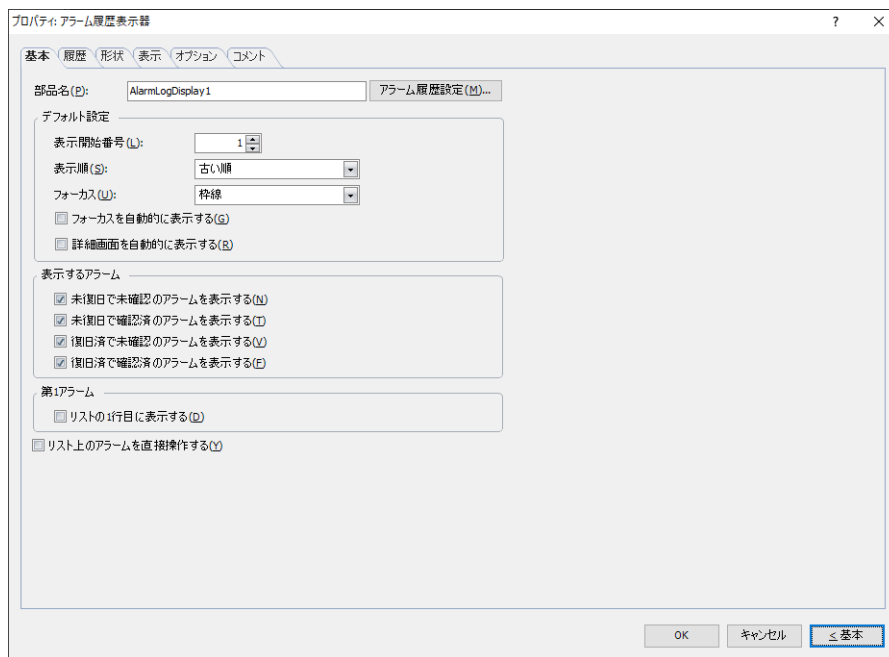 プロパティ: アラーム履歴表示器 ?
基本 履歴 形状 表示 オプション コメント
部品名(P): AlarmLogDisplay1 アラーム履歴設定(M)...
デフォルト設定
表示開始番号(L): 1
表示順(S): 古い順
フォーカス(U): 枠線
フォーカスを自動的に表示する(G)
詳細画面を自動的に表示する(R)
表示するアラーム
未復旧で未確認のアラームを表示する(N)
未復旧で確認済のアラームを表示する(T)
復旧済で未確認のアラームを表示する(V)
復旧済で確認済のアラームを表示する(F)
第1アラーム
リストの1行目に表示する(D)
リスト上のアラームを直接操作する(Y)
OK キャンセル < 基本